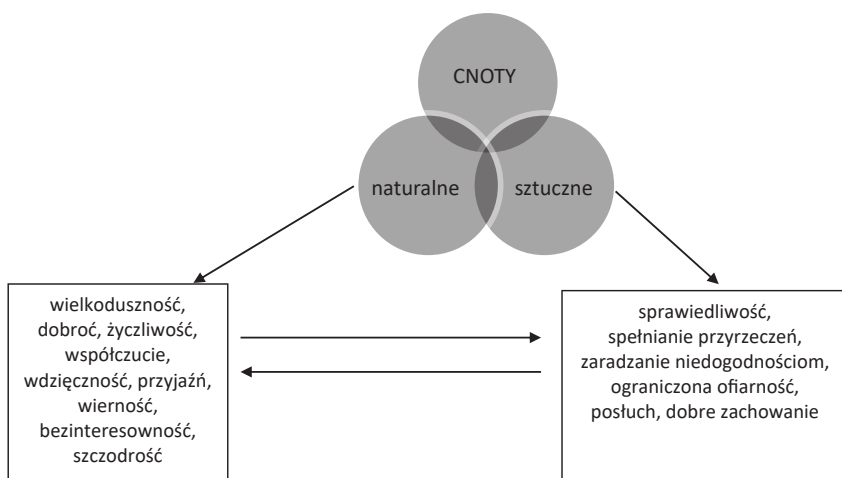 CNOTY
naturalne
sztuczne
wielkoduszność,
dobroć, życzliwość,
współczucie,
wdzięczność, przyjaźń,
wierność,
bezinteresowność,
szczodrość
sprawiedliwość,
spełnianie przyrzeczeń,
zaradzanie niedogodnościom,
ograniczona ofiarność,
posłuch, dobre zachowanie